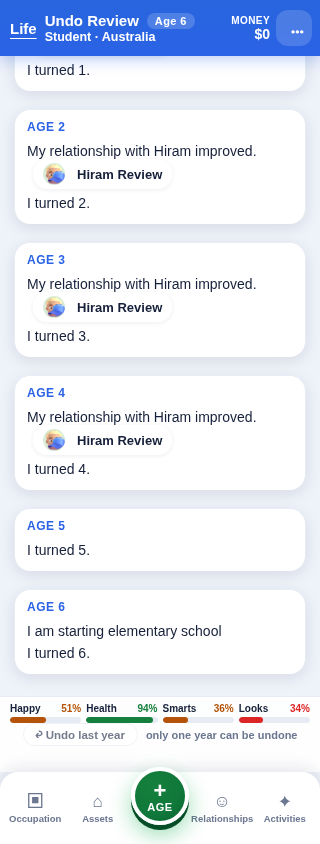 Life
Undo Review Age 6
Student · Australia
MONEY
$0
...
I turned 1.
AGE 2
My relationship with Hiram improved.
Hiram Review
I turned 2.
AGE 3
My relationship with Hiram improved.
Hiram Review
I turned 3.
AGE 4
My relationship with Hiram improved.
Hiram Review
I turned 4.
AGE 5
I turned 5.
AGE 6
I am starting elementary school
I turned 6.
Happy 51% Health 94% Smarts 36% Looks 34%
Undo last year only one year can be undone
+
AGE
Occupation Assets Relationships Activities